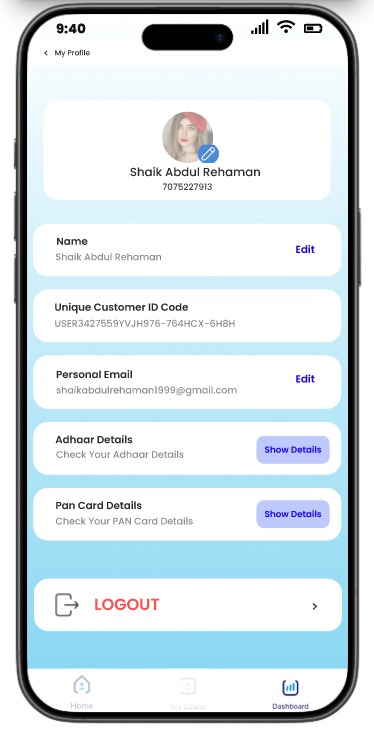 9:40
My Profile
Shaik Abdul Rehaman
7075227913
Name
Shaik Abdul Rehaman
Edit
Unique Customer ID Code
USER3427559YVJH976-764HCX-6H8H
Personal Email
shaikabdulrehaman1999@gmail.com
Edit
Adhaar Details
Check Your Adhaar Details
Show Details
Pan Card Details
Check Your PAN Card Details
Show Details
LOGOUT
Home
My Loans
Dashboard